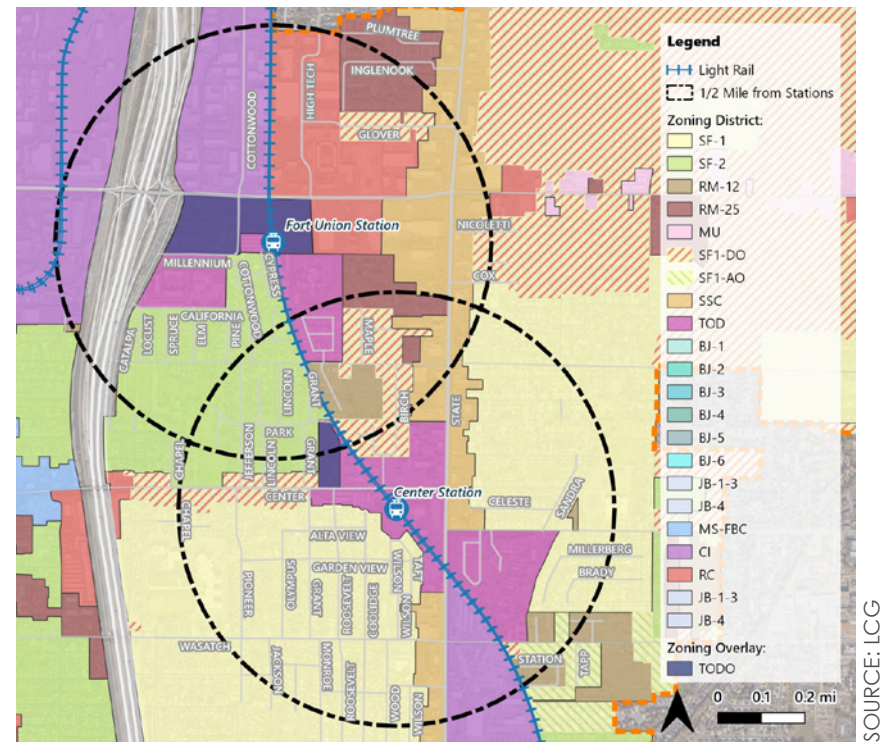 PLUMTREE
INGLENOOK
HIGH TECH
COTTONWOOD
GLOVER
Fort Union Station
NICOLETTI
MILLENNIUM
CYPRESS
COX
COTTONWOOD
CALIFORNIA
CATALPA
LOCUST
SPRUCE
ELM
PINE
MAPLE
LINCOLN
GRANT
BIRCH
STATE
PARK
CHAPEL
JEFFERSON
LINCOLN
GRANT
CENTER
Center Station
CELESTE
SANDRA
CHAPEL
ALTA VIEW
MILLERBERG
GARDEN VIEW
BRADY
PIONEER
OLYMPUS
GRANT
ROOSEVELT
COOLIDGE
WILSON
TAFT
WILSON
WASATCH
STATION
TAPP
JACKSON
MONROE
ROOSEVELT
WOOD
WILSON
Legend
Light Rail
1/2 Mile from Stations
Zoning District:
SF-1
SF-2
RM-12
RM-25
MU
SF1-DO
SF1-AO
SSC
TOD
BJ-1
BJ-2
BJ-3
BJ-4
BJ-5
BJ-6
JB-1-3
JB-4
MS-FBC
CI
RC
JB-1-3
JB-4
Zoning Overlay:
TODO
0 0.1 0.2 mi
SOURCE: LCG